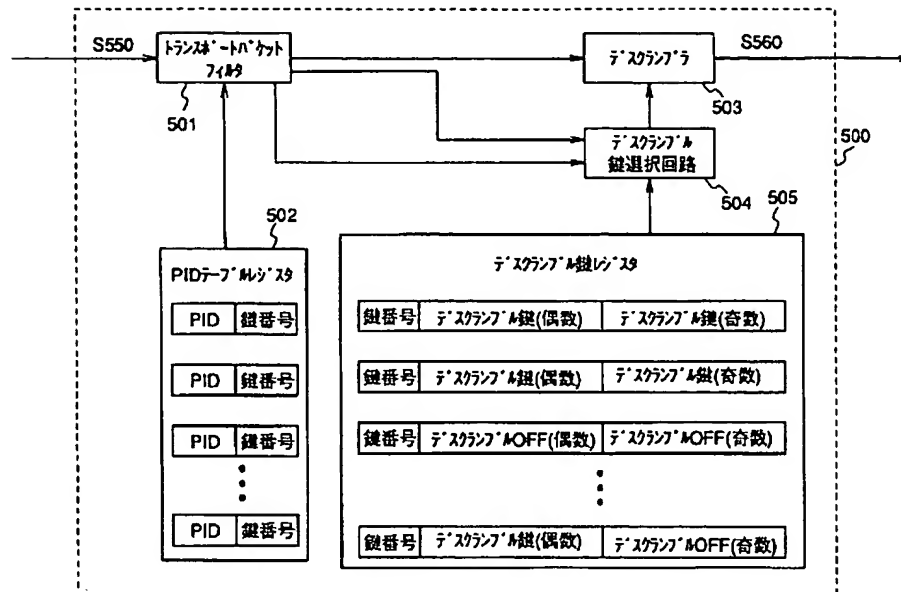 S550
トランスポートパケット
フィルタ
501
デスクランブラ
503
S560
デスクランブル
鍵選択回路
504
500
502
PIDテーブルレジスタ
PID 鍵番号
PID 鍵番号
PID 鍵番号
PID 鍵番号
505
デスクランブル鍵レジスタ
鍵番号 デスクランブル鍵(偶数) デスクランブル鍵(奇数)
鍵番号 デスクランブル鍵(偶数) デスクランブル鍵(奇数)
鍵番号 デスクランブルOFF(偶数) デスクランブルOFF(奇数)
鍵番号 デスクランブル鍵(偶数) デスクランブルOFF(奇数)